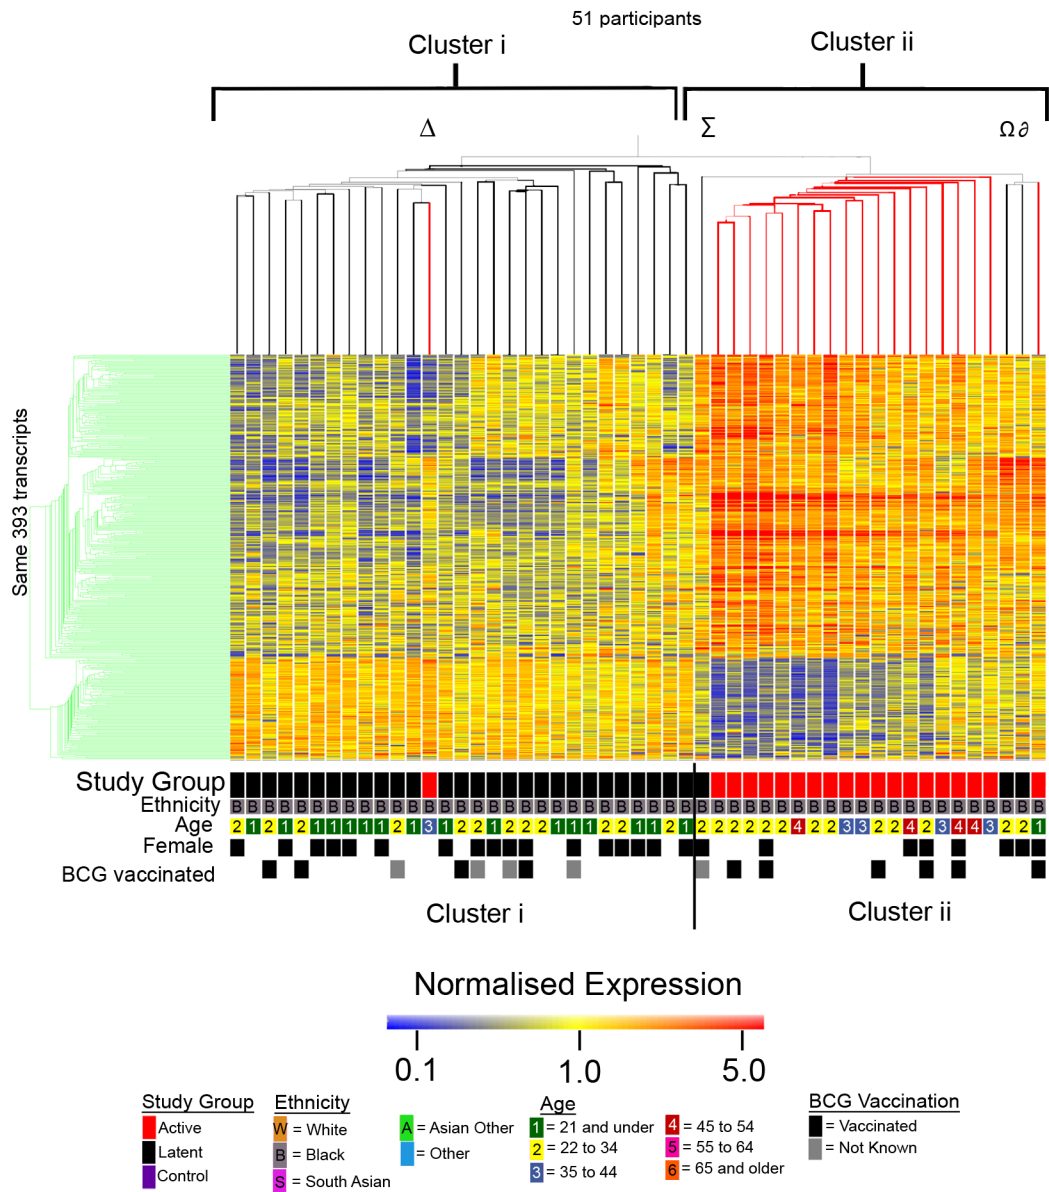 51 participants
Cluster i
Cluster ii
Δ
Σ
Ω∂
Same 393 transcripts
Study Group
Ethnicity B B B B B B B B B B B B B B B B B B B B B B B B B B B B B B B B B B B B B B B B B B B B B B B B B B B
Age 2 1 2 1 2 1 1 1 1 1 2 1 3 1 2 2 1 2 2 2 1 1 1 2 2 1 1 2 1 2 2 2 2 2 2 4 2 2 3 3 2 2 4 2 3 4 4 3 2 2 1
Female
BCG vaccinated
Cluster i
Cluster ii
Normalised Expression
0.1 1.0 5.0
Study Group
Active
Latent
Control
Ethnicity
W = White
B = Black
S = South Asian
A = Asian Other
= Other
Age
1 = 21 and under
2 = 22 to 34
3 = 35 to 44
4 = 45 to 54
5 = 55 to 64
6 = 65 and older
BCG Vaccination
= Vaccinated
= Not Known